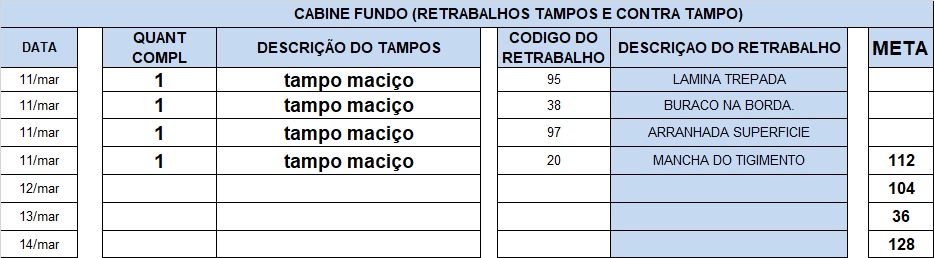 CABINE FUNDO (RETRABALHOS TAMPOS E CONTRA TAMPO)
DATA QUANT COMPL DESCRIÇÃO DO TAMPOS CODIGO DO RETRABALHO DESCRIÇAO DO RETRABALHO META
11/mar 1 tampo maciço 95 LAMINA TREPADA
11/mar 1 tampo maciço 38 BURACO NA BORDA.
11/mar 1 tampo maciço 97 ARRANHADA SUPERFICIE
11/mar 1 tampo maciço 20 MANCHA DO TIGIMENTO 112
12/mar 104
13/mar 36
14/mar 128